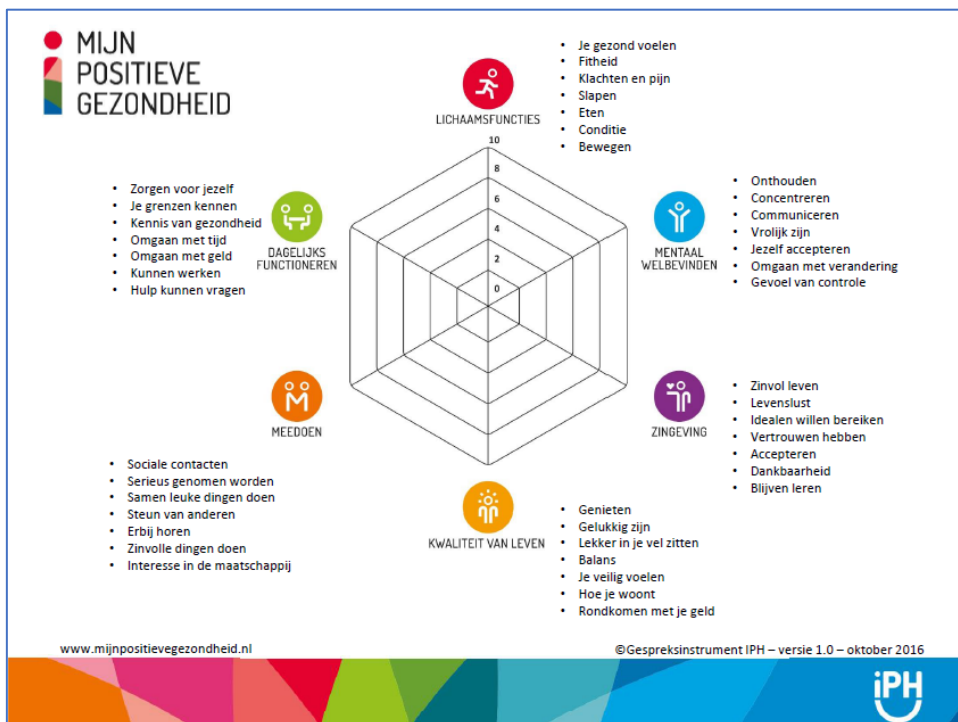 MIJN
POSITIEVE
GEZONDHEID
LICHAAMSFUNCTIES
• Je gezond voelen
• Fitheid
• Klachten en pijn
• Slapen
• Eten
• Conditie
• Bewegen
10
8
6
4
2
0
MENTAAL
WELBEVINDEN
• Onthouden
• Concentreren
• Communiceren
• Vrolijk zijn
• Jezelf accepteren
• Omgaan met verandering
• Gevoel van controle
ZINGEVING
• Zinvol leven
• Levenslust
• Idealen willen bereiken
• Vertrouwen hebben
• Accepteren
• Dankbaarheid
• Blijven leren
KWALITEIT VAN LEVEN
• Genieten
• Gelukkig zijn
• Lekker in je vel zitten
• Balans
• Je veilig voelen
• Hoe je woont
• Rondkomen met je geld
MEEDOEN
• Sociale contacten
• Serieus genomen worden
• Samen leuke dingen doen
• Steun van anderen
• Erbij horen
• Zinvolle dingen doen
• Interesse in de maatschappij
DAGELIJKS
FUNCTIONEREN
• Zorgen voor jezelf
• Je grenzen kennen
• Kennis van gezondheid
• Omgaan met tijd
• Omgaan met geld
• Kunnen werken
• Hulp kunnen vragen
www.mijnpositievegezondheid.nl
©Gespreksinstrument IPH – versie 1.0 – oktober 2016
iPH